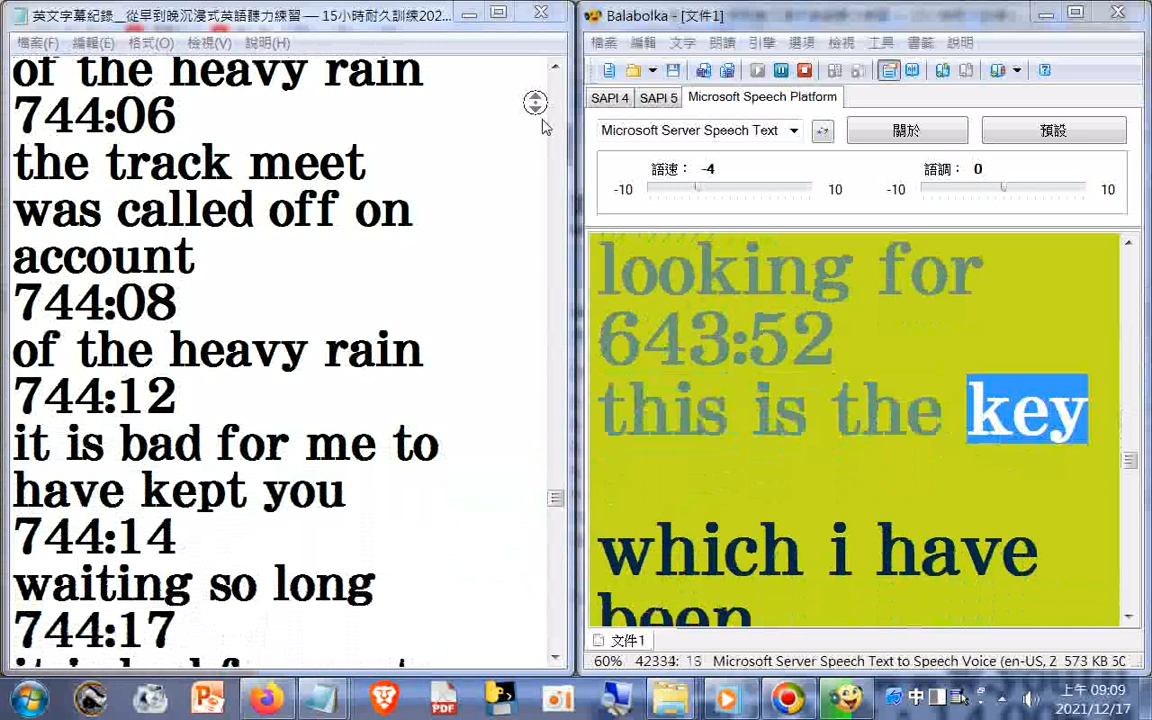 英文字幕紀錄__從早到晚沉浸式英語聽力練習 — 15小時耐久訓練202...
檔案(F) 編輯(E) 格式(O) 檢視(V) 說明(H)
of the heavy rain
744:06
the track meet
was called off on
account
744:08
of the heavy rain
744:12
it is bad for me to
have kept you
744:14
waiting so long
744:17
Balabolka - [文件1]
檔案 編輯 文字 朗讀 引擎 選項 檢視 工具 書籤 說明
SAPI 4 SAPI 5 Microsoft Speech Platform
Microsoft Server Speech Text 關於 預設
語速： -4 語調： 0
-10 10 -10 10
looking for
643:52
this is the key
which i have
been
文件1
60% 42334: 13 Microsoft Server Speech Text to Speech Voice (en-US, 2 573 KB
PDF 中 上午 09:09
2021/12/17